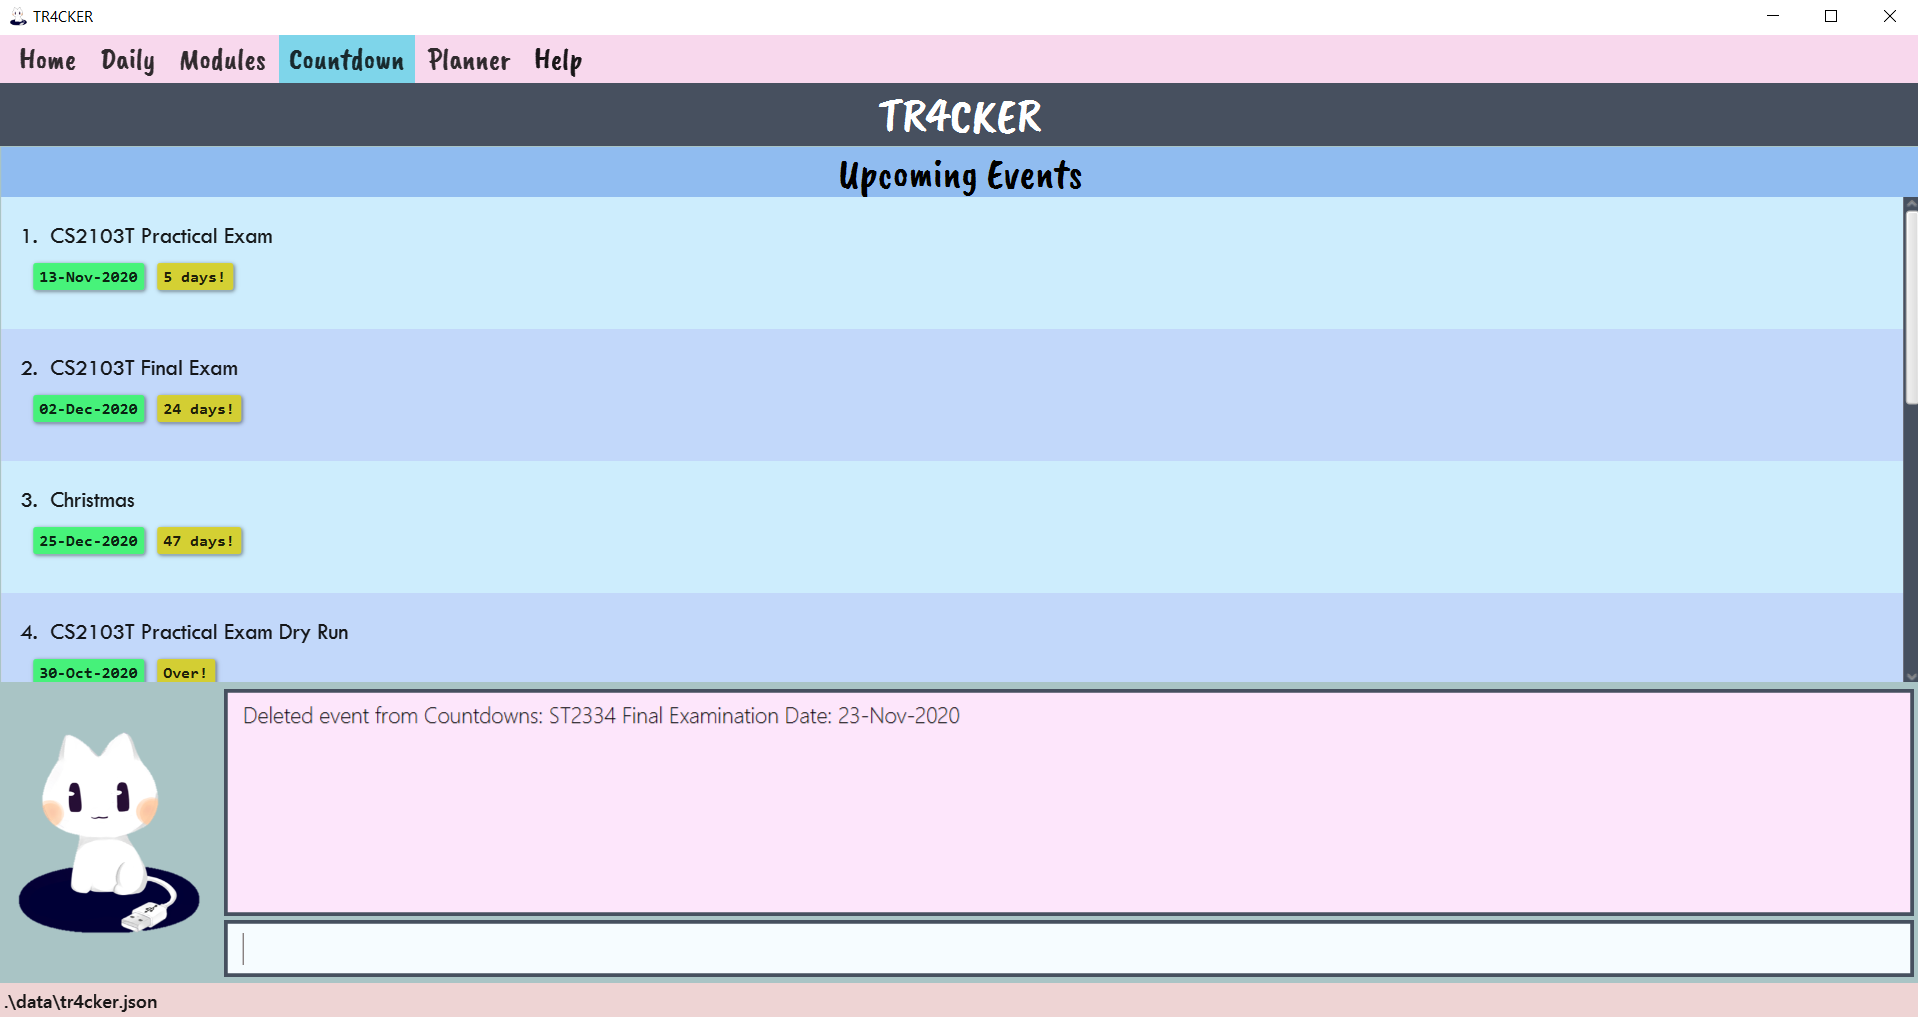 TR4CKER
Home Daily Modules Countdown Planner Help
TR4CKER
Upcoming Events
1. CS2103T Practical Exam
13-Nov-2020 5 days!
2. CS2103T Final Exam
02-Dec-2020 24 days!
3. Christmas
25-Dec-2020 47 days!
4. CS2103T Practical Exam Dry Run
30-Oct-2020 Over!
Deleted event from Countdowns: ST2334 Final Examination Date: 23-Nov-2020
.\data\tr4cker.json